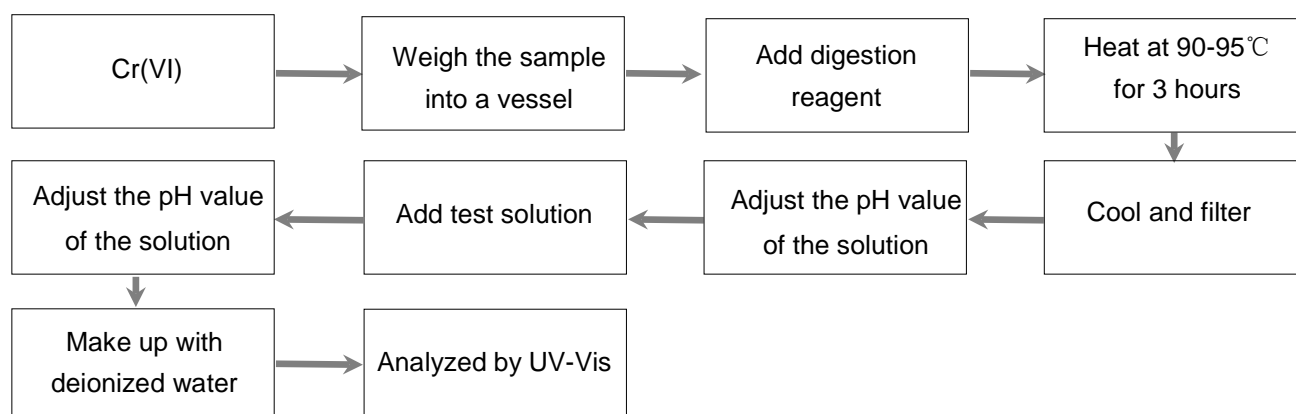 Cr(VI)
Weigh the sample
into a vessel
Add digestion
reagent
Heat at 90-95℃
for 3 hours
Cool and filter
Adjust the pH value
of the solution
Add test solution
Adjust the pH value
of the solution
Make up with
deionized water
Analyzed by UV-Vis